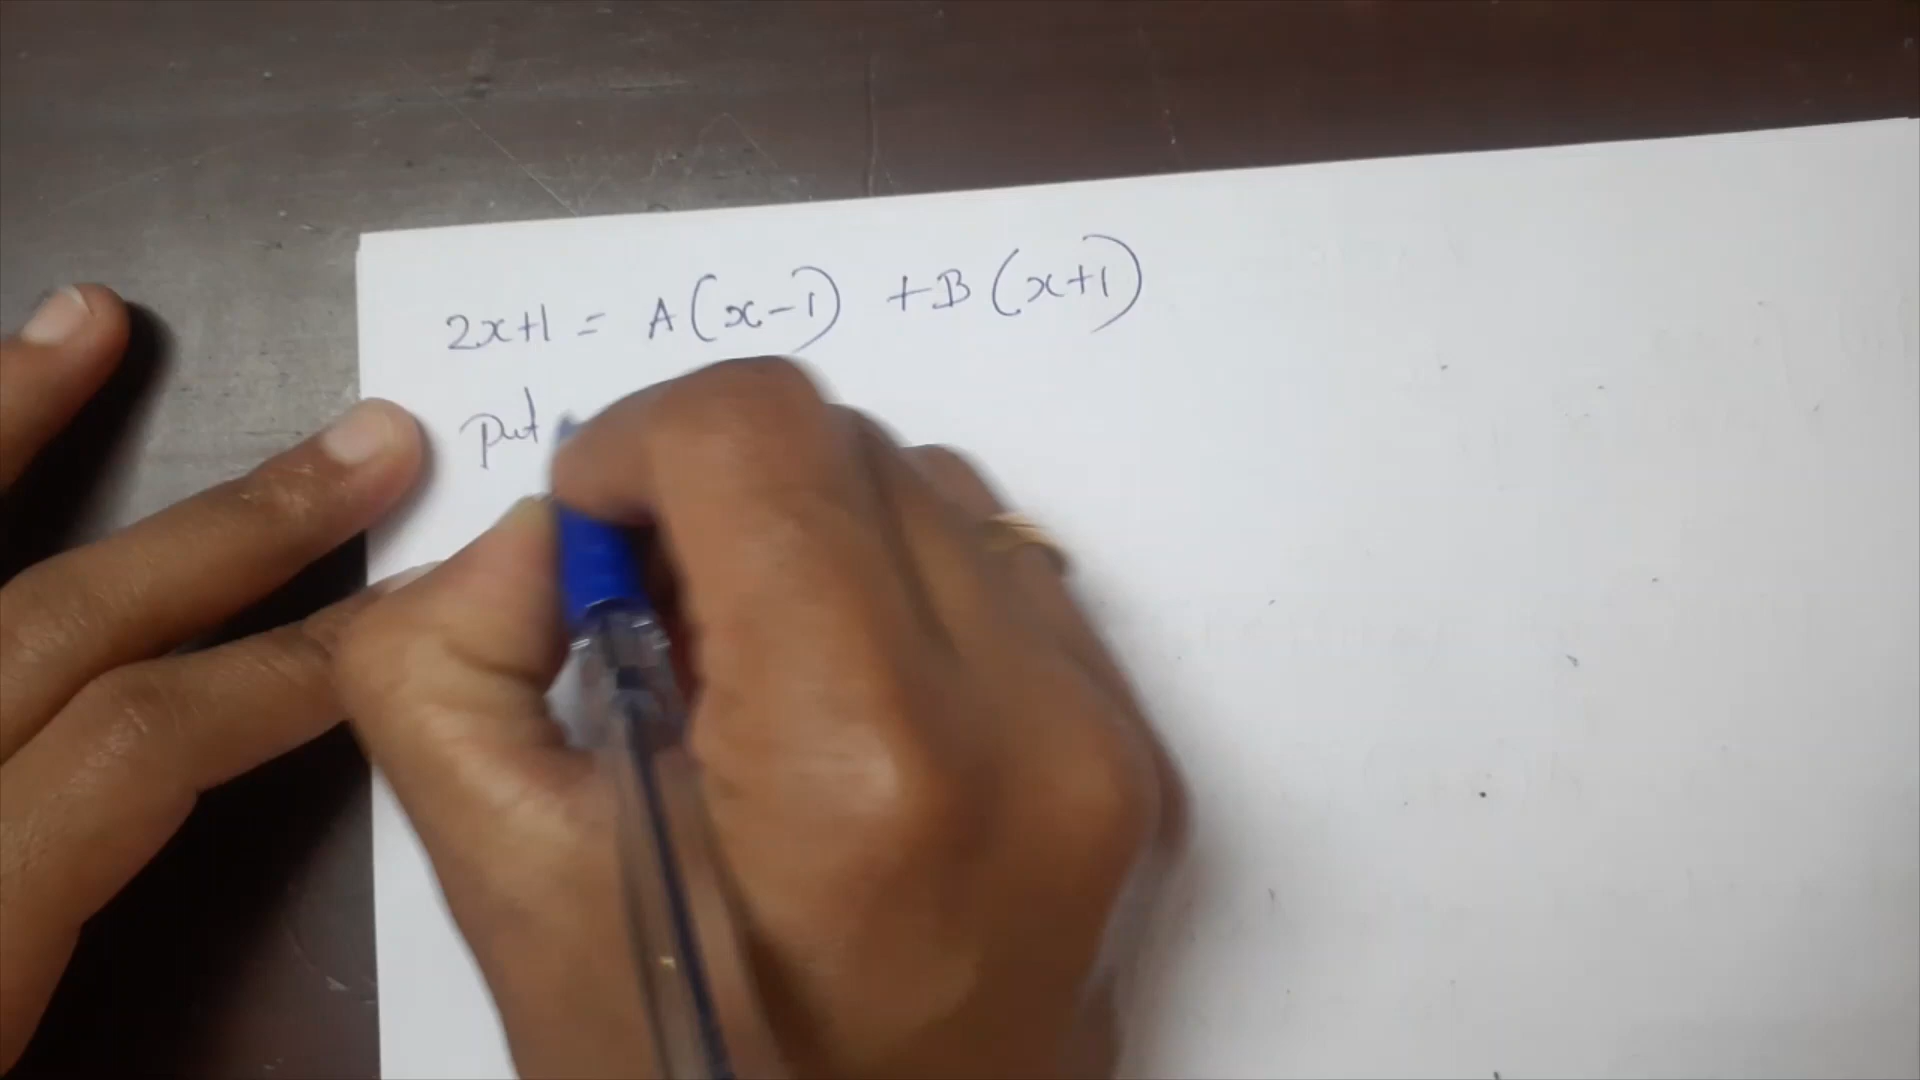 2x+1 = A(x-1) +B(x+1)
put